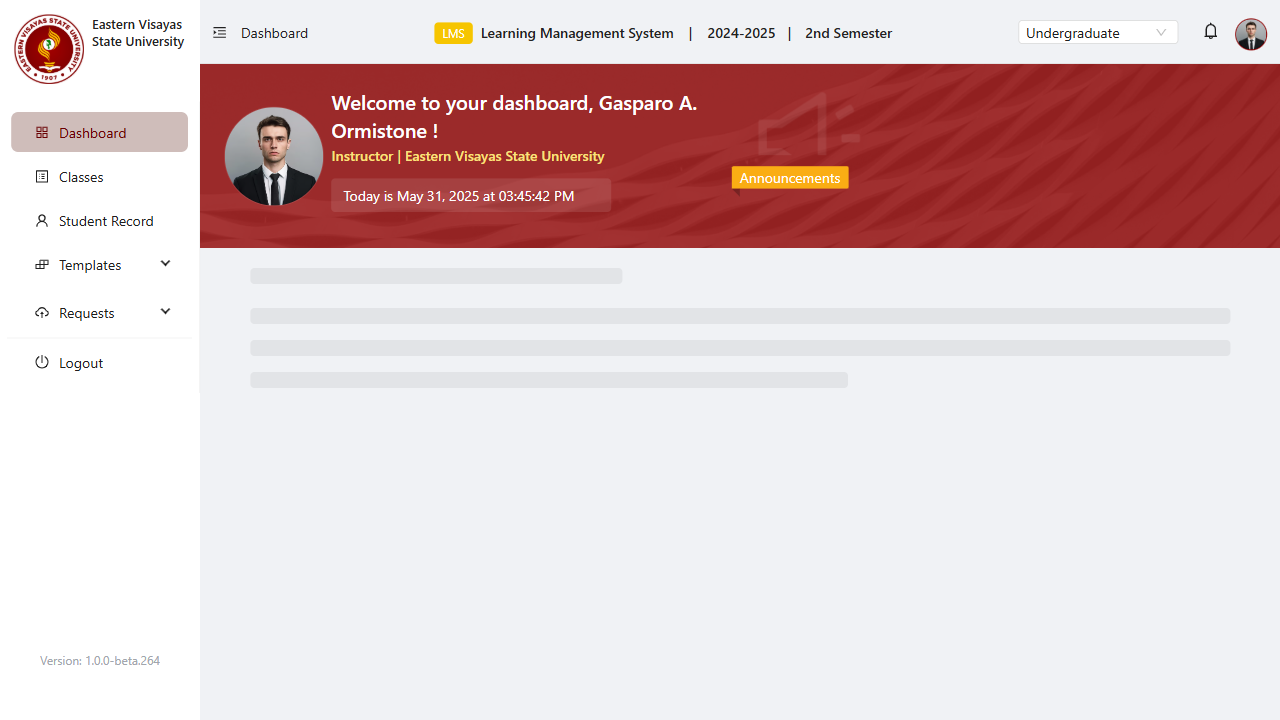 EASTERN VISAYAS STATE UNIVERSITY
1907
Eastern Visayas
State University
Dashboard
Classes
Student Record
Templates
Requests
Logout
Version: 1.0.0-beta.264
Dashboard
LMS Learning Management System | 2024-2025 | 2nd Semester
Undergraduate
Welcome to your dashboard, Gasparo A.
Ormistone !
Instructor | Eastern Visayas State University
Today is May 31, 2025 at 03:45:42 PM
Announcements